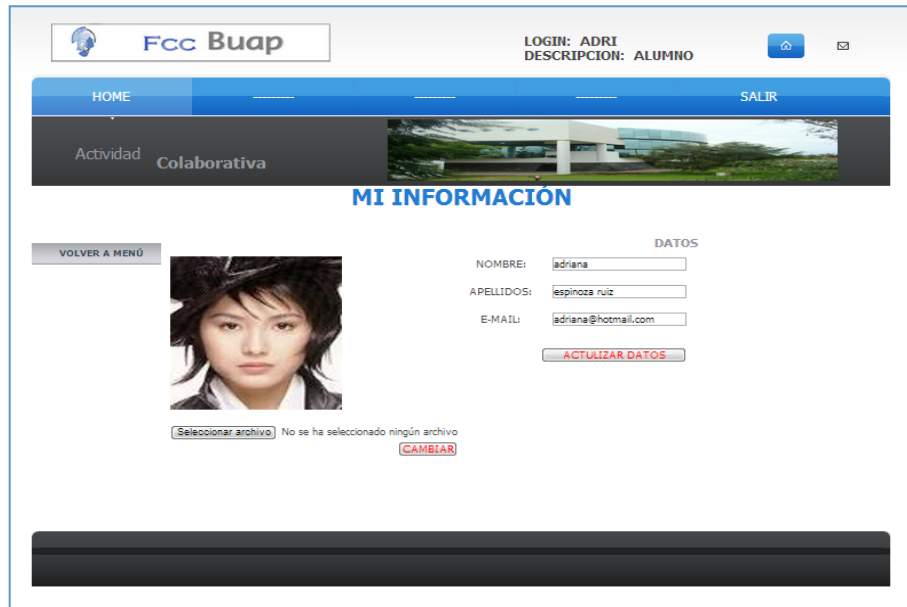 Fcc Buap
LOGIN: ADRI
DESCRIPCION: ALUMNO
HOME ---------- ---------- ---------- SALIR
Actividad Colaborativa
MI INFORMACIÓN
VOLVER A MENÚ
DATOS
NOMBRE: adriana
APELLIDOS: espinoza ruiz
E-MAIL: adriana@hotmail.com
ACTULIZAR DATOS
Seleccionar archivo No se ha seleccionado ningún archivo
CAMBIAR